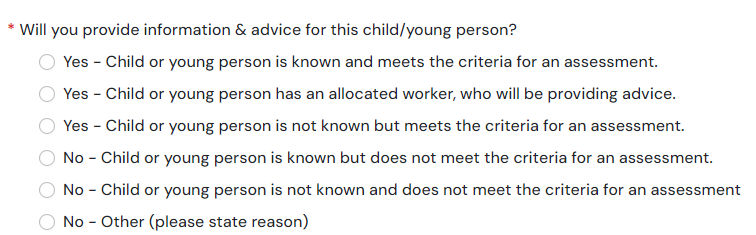 * Will you provide information & advice for this child/young person?
Yes - Child or young person is known and meets the criteria for an assessment.
Yes - Child or young person has an allocated worker, who will be providing advice.
Yes - Child or young person is not known but meets the criteria for an assessment.
No - Child or young person is known but does not meet the criteria for an assessment.
No - Child or young person is not known and does not meet the criteria for an assessment
No - Other (please state reason)